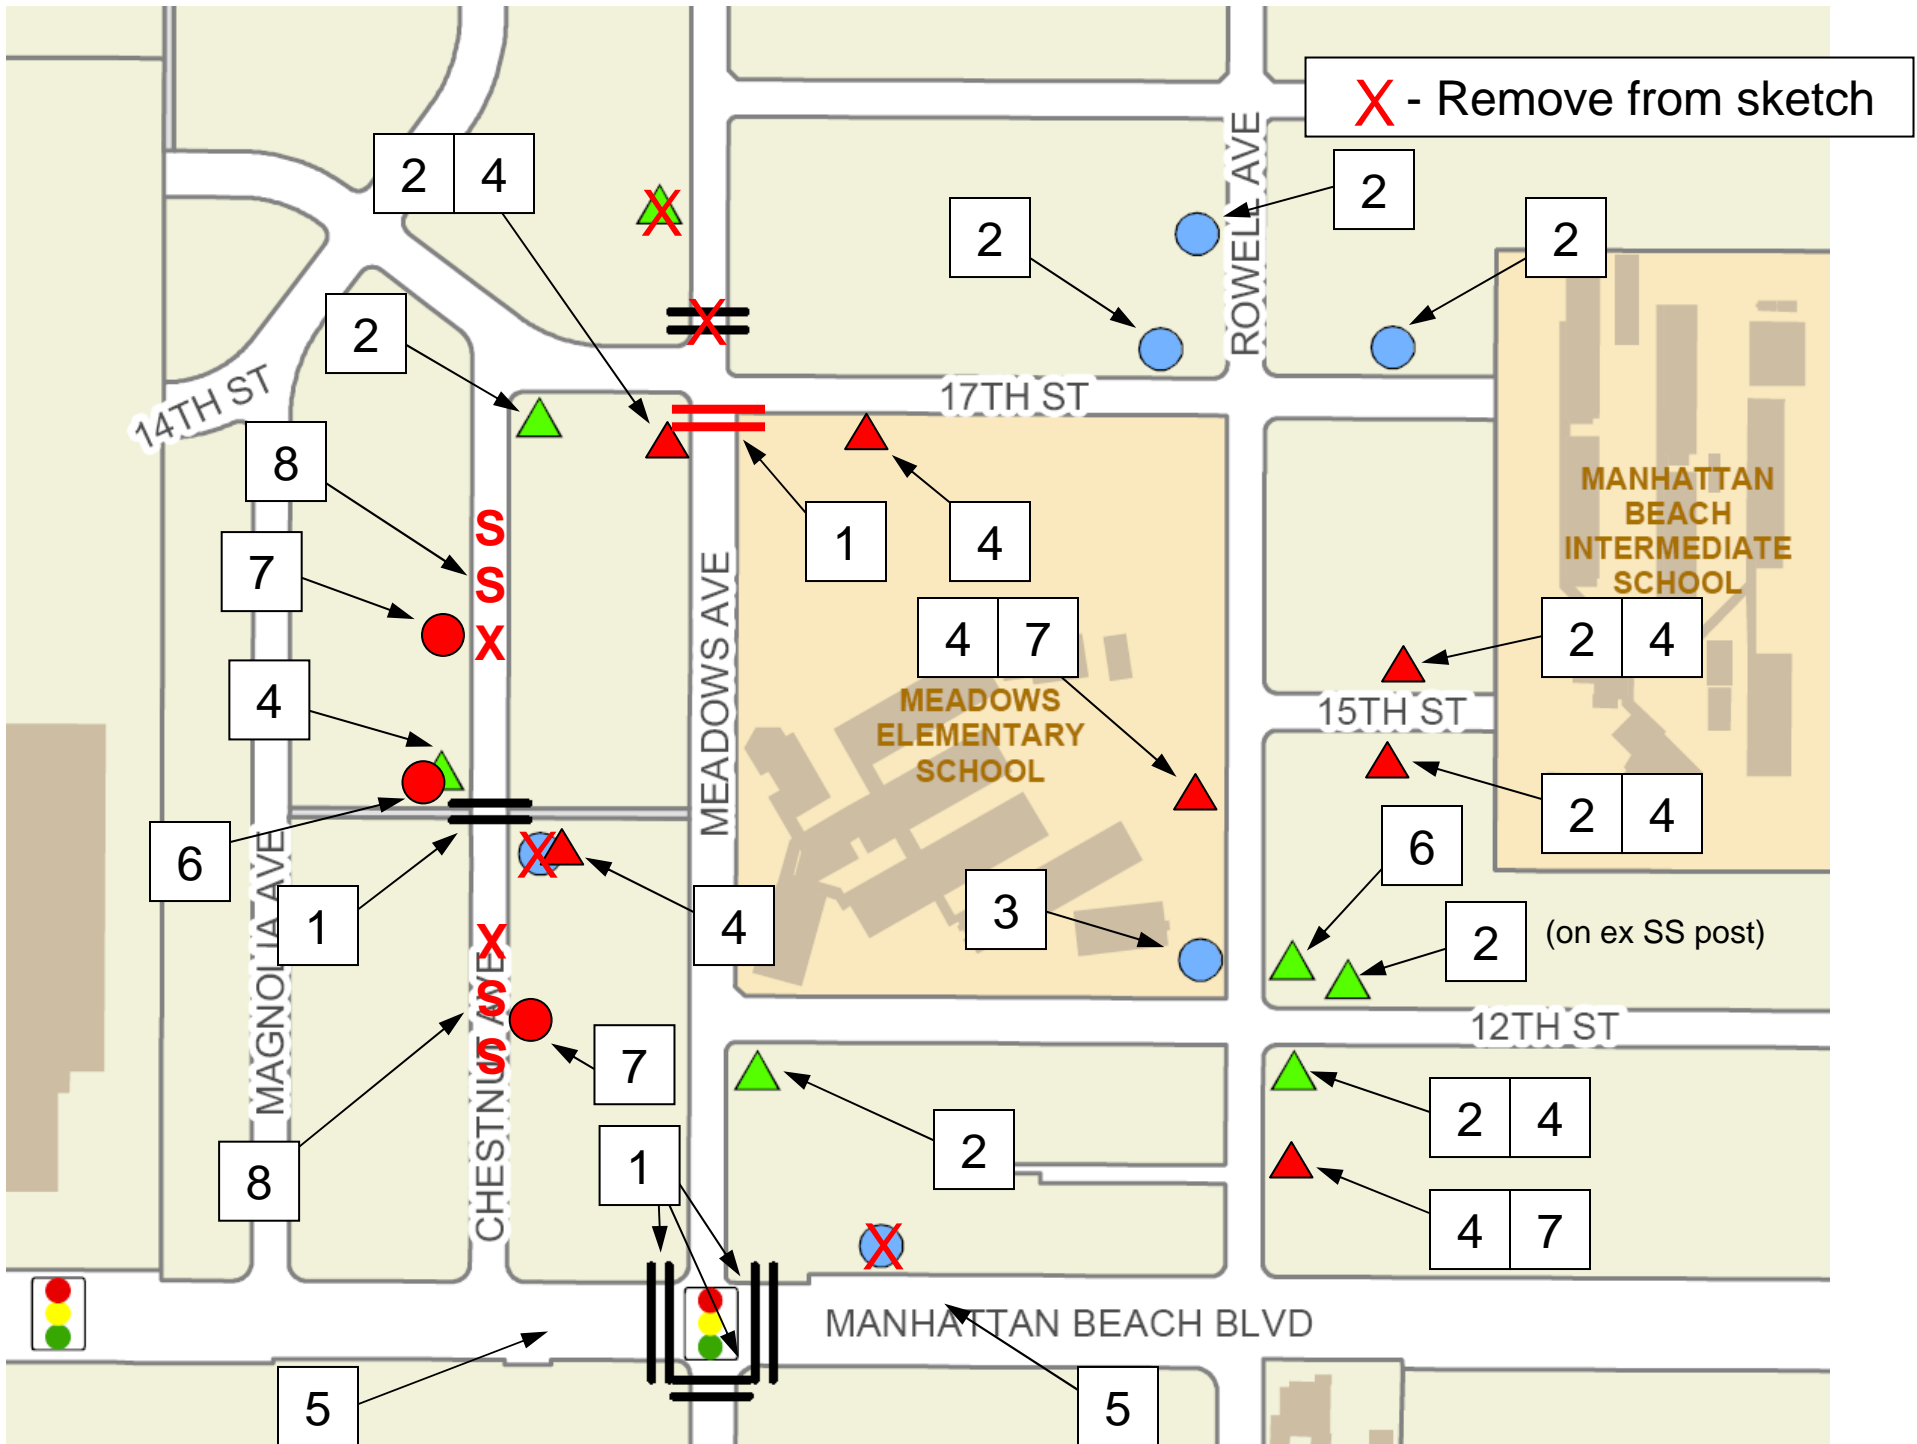 X - Remove from sketch
ROWELL AVE
2 4
2
2
2
X
2
X
17TH ST
14TH ST
8
S
S
X
7
1
4
MANHATTAN
BEACH
INTERMEDIATE
SCHOOL
4 7
2 4
4
MEADOWS AVE
MEADOWS
ELEMENTARY
SCHOOL
15TH ST
2 4
6
6
1
X
4
3
2
(on ex SS post)
MAGNOLIA AVE
X
S
S
CHESTNUT AVE
12TH ST
7
8
1
2
2 4
4 7
X
MANHATTAN BEACH BLVD
5
5